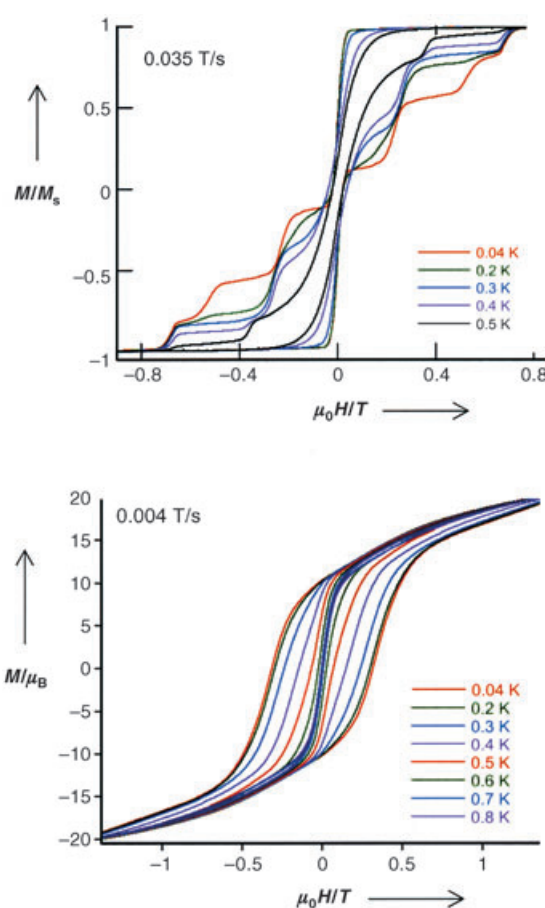 0.035 T/s
M/Ms
1
0.5
0
−0.5
−1
0.04 K
0.2 K
0.3 K
0.4 K
0.5 K
−0.8 −0.4 0 0.4 0.8
μ0H/T
0.004 T/s
M/μB
20
15
10
5
0
−5
−10
−15
−20
0.04 K
0.2 K
0.3 K
0.4 K
0.5 K
0.6 K
0.7 K
0.8 K
−1 −0.5 0 0.5 1
μ0H/T